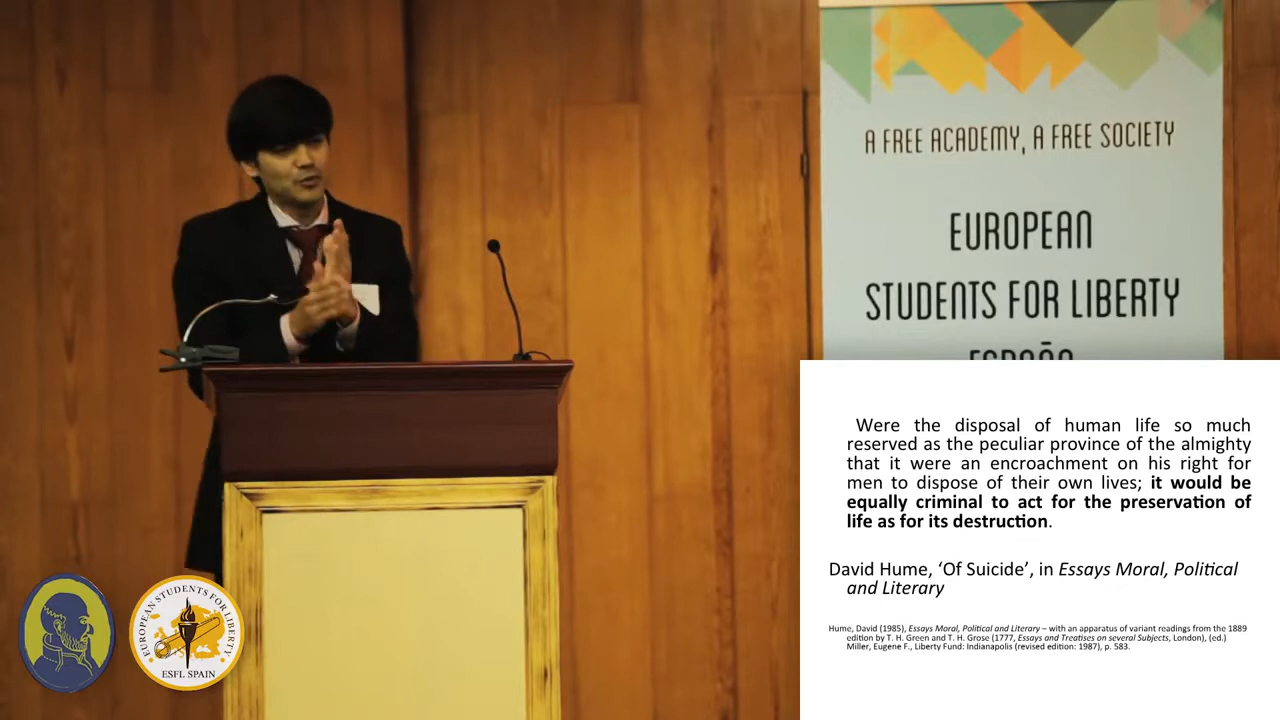 A FREE ACADEMY, A FREE SOCIETY
EUROPEAN
STUDENTS FOR LIBERTY
ESPAÑA
Were the disposal of human life so much
reserved as the peculiar province of the almighty
that it were an encroachment on his right for
men to dispose of their own lives; it would be
equally criminal to act for the preservation of
life as for its destruction.
David Hume, ‘Of Suicide’, in Essays Moral, Political
and Literary
Hume, David (1985), Essays Moral, Political and Literary – with an apparatus of variant readings from the 1889
edition by T. H. Green and T. H. Grose (1777, Essays and Treatises on several Subjects, London), (ed.)
Miller, Eugene F., Liberty Fund: Indianapolis (revised edition: 1987), p. 583.
EUROPEAN STUDENTS FOR LIBERTY
ESFL SPAIN